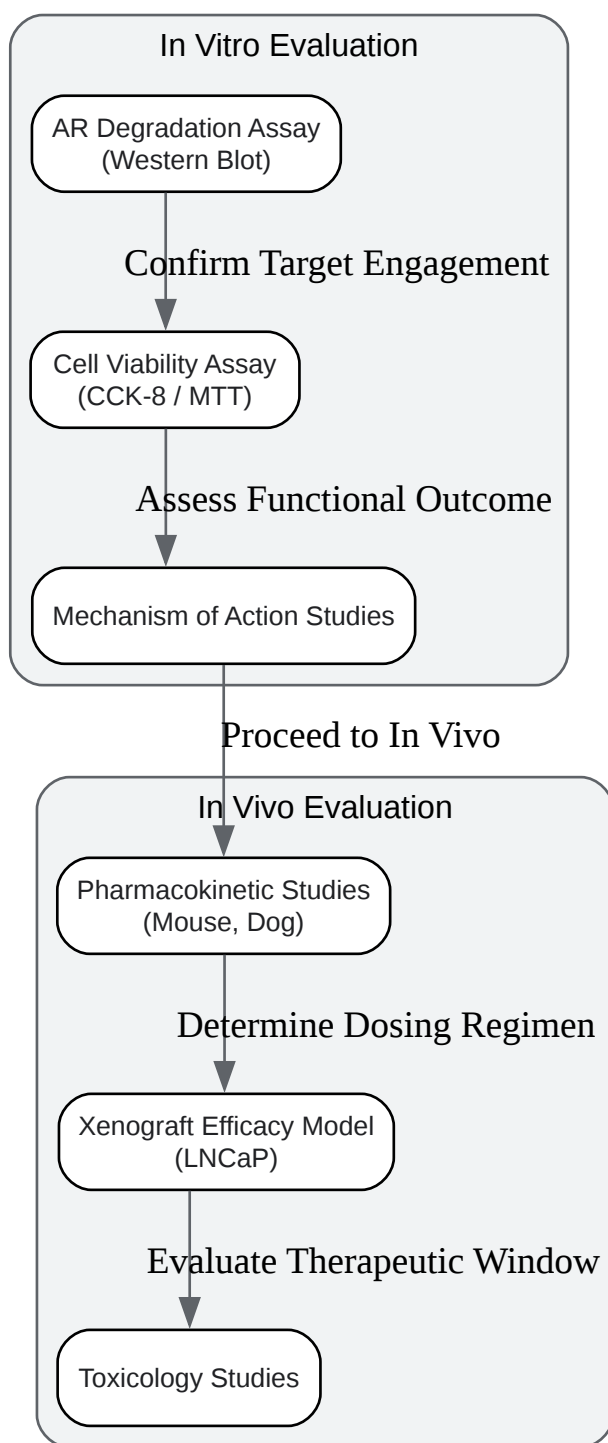 In Vitro Evaluation
AR Degradation Assay
(Western Blot)
Confirm Target Engagement
Cell Viability Assay
(CCK-8 / MTT)
Assess Functional Outcome
Mechanism of Action Studies
Proceed to In Vivo
In Vivo Evaluation
Pharmacokinetic Studies
(Mouse, Dog)
Determine Dosing Regimen
Xenograft Efficacy Model
(LNCaP)
Evaluate Therapeutic Window
Toxicology Studies